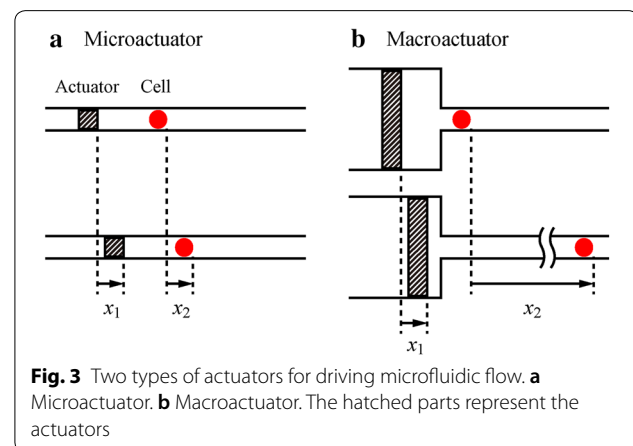 a Microactuator
b Macroactuator
Actuator Cell
x1 x2
x2
x1
Fig. 3 Two types of actuators for driving microfluidic flow. a
Microactuator. b Macroactuator. The hatched parts represent the
actuators